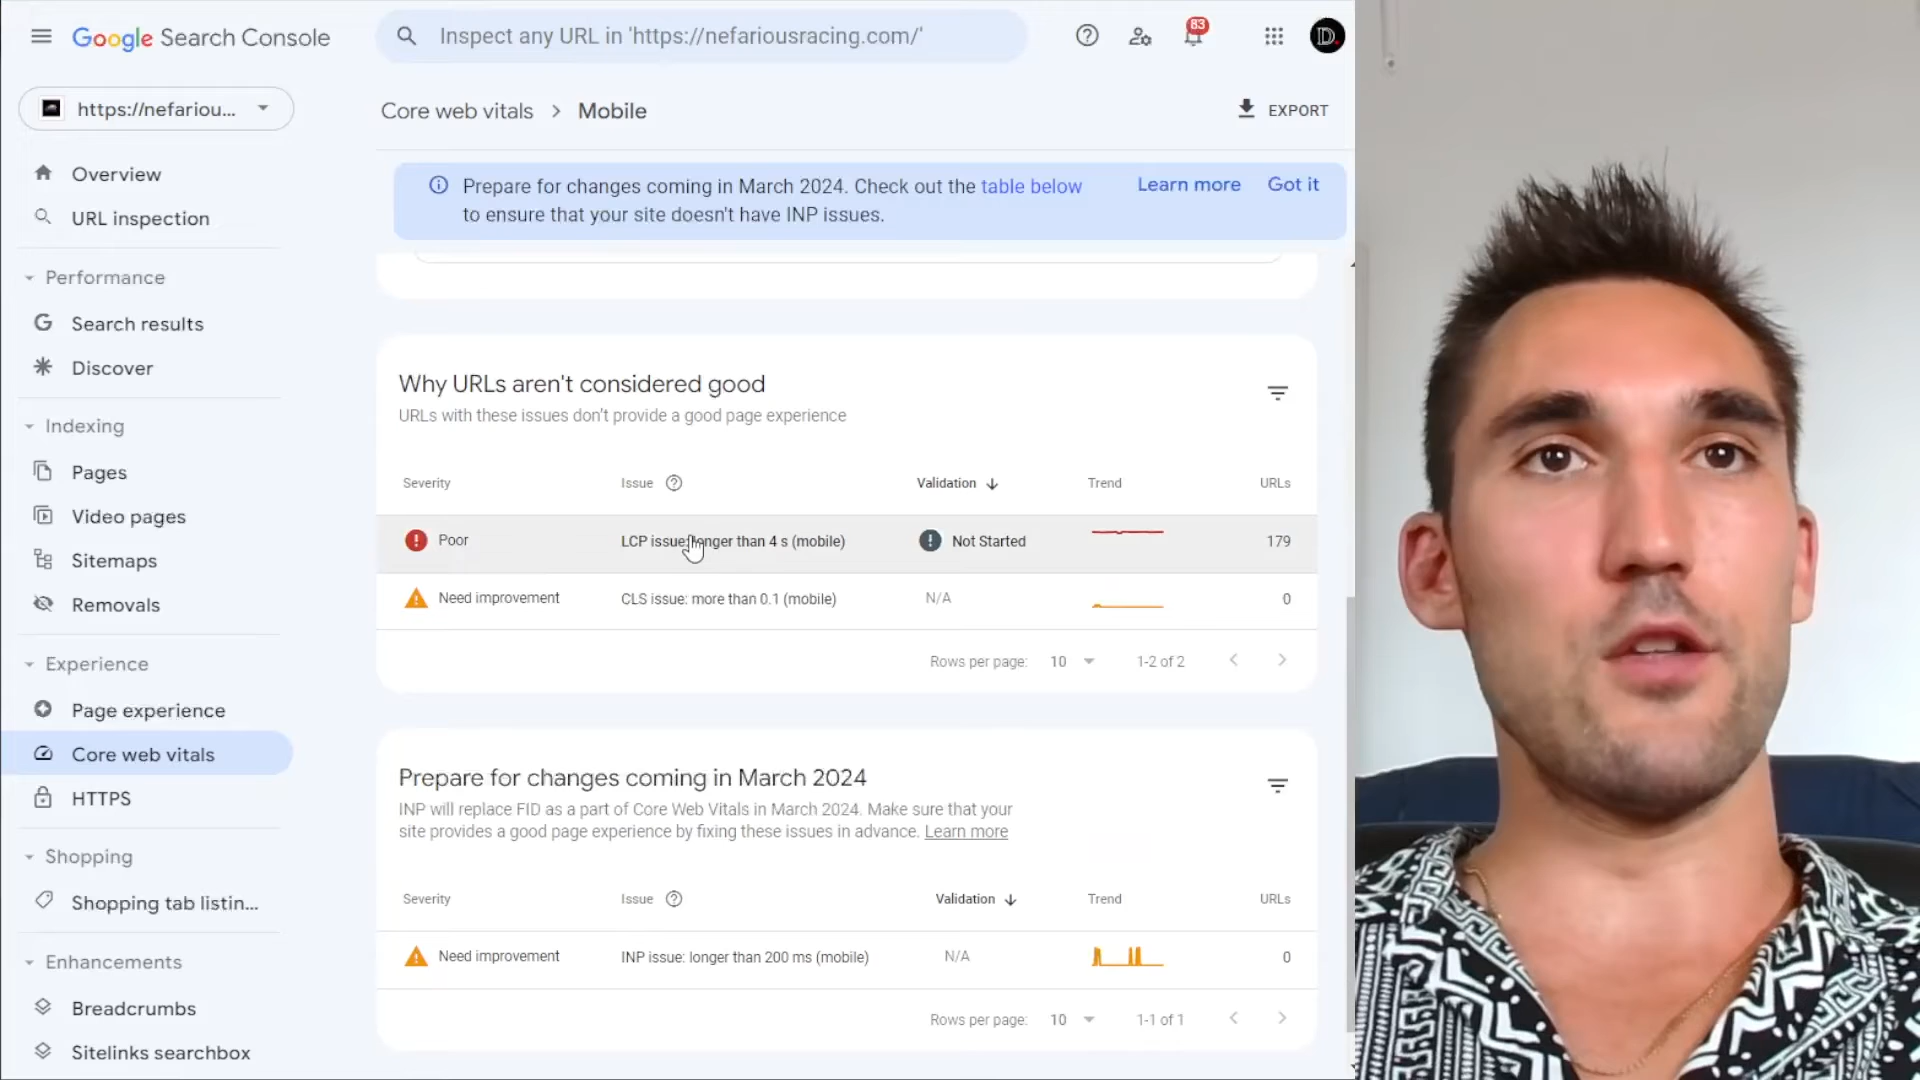 Google Search Console
Inspect any URL in 'https://nefariousracing.com/'
83
D.
https://nefariou...
Core web vitals > Mobile
EXPORT
Overview
URL inspection
Performance
Search results
Discover
Indexing
Pages
Video pages
Sitemaps
Removals
Experience
Page experience
Core web vitals
HTTPS
Shopping
Shopping tab listin...
Enhancements
Breadcrumbs
Sitelinks searchbox
Prepare for changes coming in March 2024. Check out the table below
to ensure that your site doesn't have INP issues.
Learn more
Got it
Why URLs aren't considered good
URLs with these issues don't provide a good page experience
Severity Issue Validation Trend URLs
Poor LCP issue: longer than 4 s (mobile) Not Started 179
Need improvement CLS issue: more than 0.1 (mobile) N/A 0
Rows per page: 10 1-2 of 2
Prepare for changes coming in March 2024
INP will replace FID as a part of Core Web Vitals in March 2024. Make sure that your
site provides a good page experience by fixing these issues in advance. Learn more
Severity Issue Validation Trend URLs
Need improvement INP issue: longer than 200 ms (mobile) N/A 0
Rows per page: 10 1-1 of 1